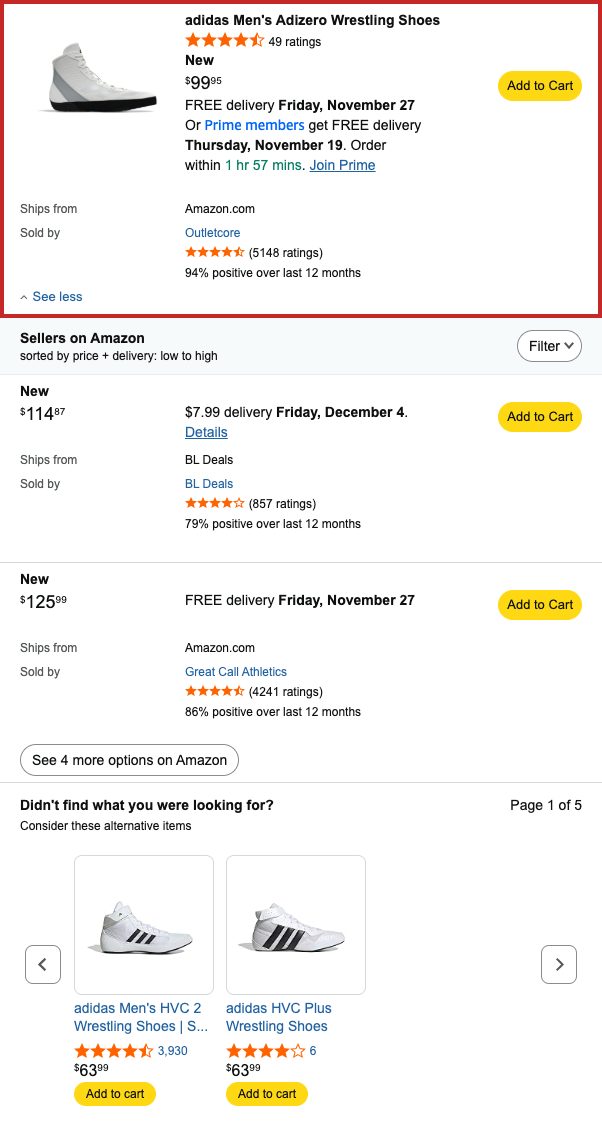 adidas Men's Adizero Wrestling Shoes
49 ratings
New
$99.95
FREE delivery Friday, November 27
Or Prime members get FREE delivery
Thursday, November 19. Order
within 1 hr 57 mins. Join Prime
Add to Cart
Ships from Amazon.com
Sold by Outletcore
(5148 ratings)
94% positive over last 12 months
See less
Sellers on Amazon
sorted by price + delivery: low to high
Filter
New
$114.87 $7.99 delivery Friday, December 4. Add to Cart
Details
Ships from BL Deals
Sold by BL Deals
(857 ratings)
79% positive over last 12 months
New
$125.99 FREE delivery Friday, November 27 Add to Cart
Ships from Amazon.com
Sold by Great Call Athletics
(4241 ratings)
86% positive over last 12 months
See 4 more options on Amazon
Didn't find what you were looking for? Page 1 of 5
Consider these alternative items
adidas Men's HVC 2
Wrestling Shoes | S...
3,930
$63.99
Add to cart
adidas HVC Plus
Wrestling Shoes
6
$63.99
Add to cart